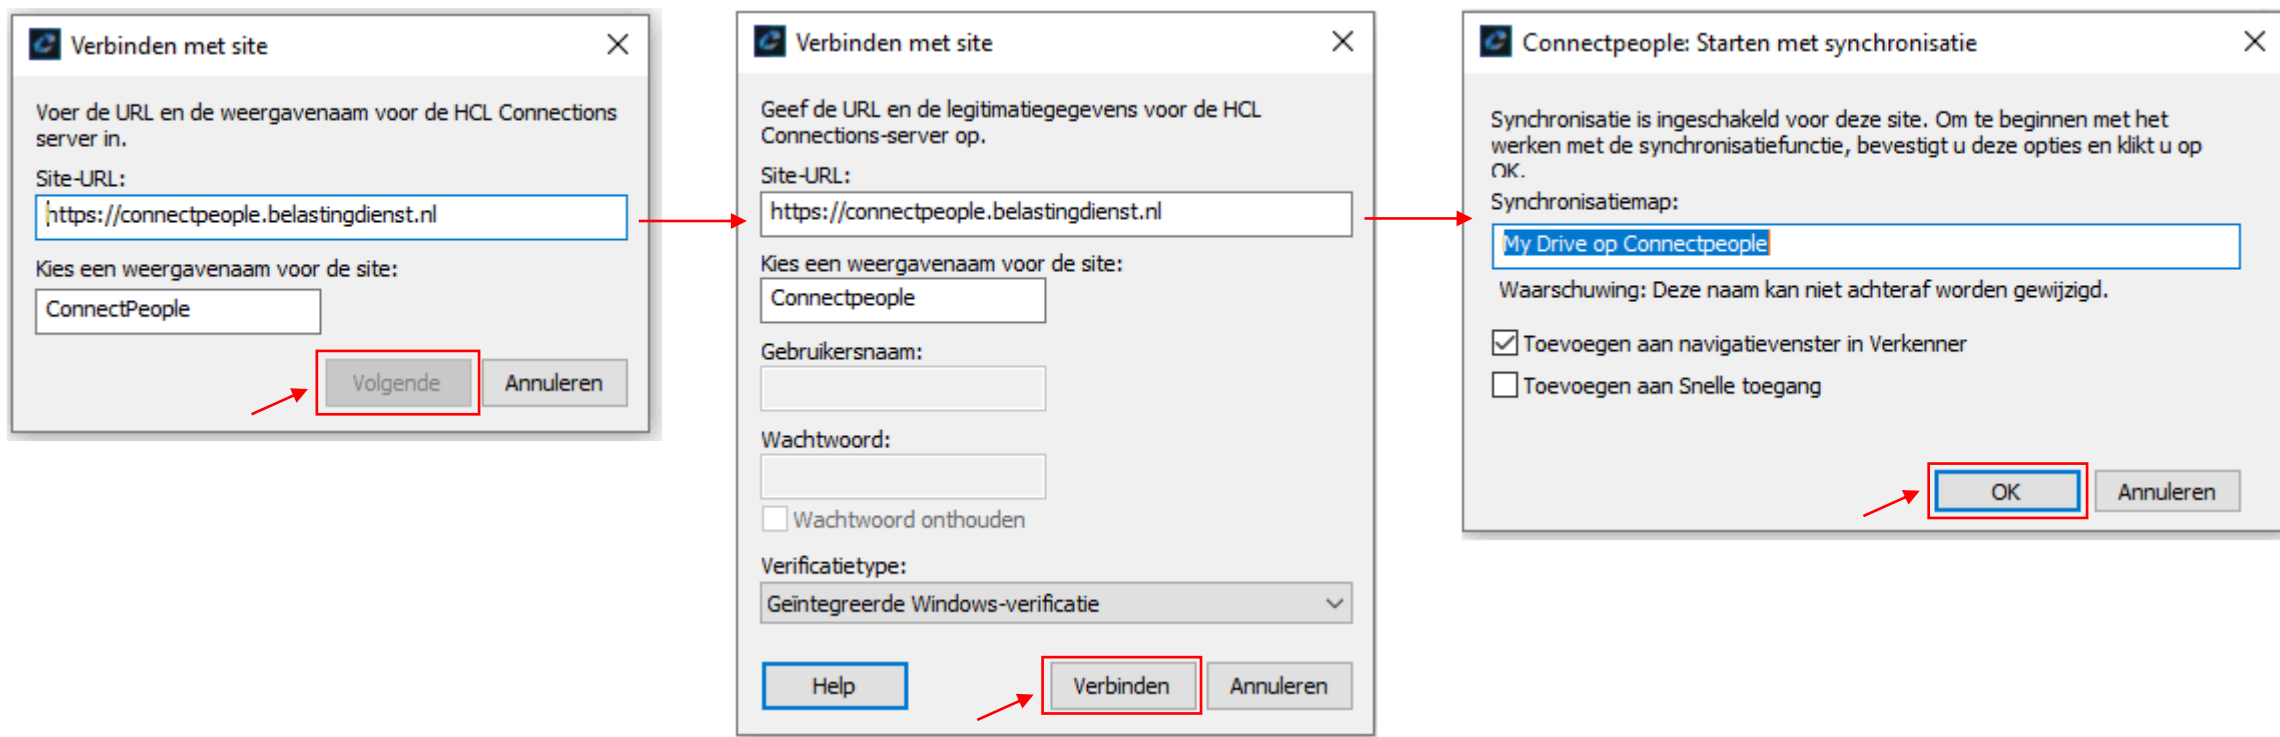 Verbinden met site
Voer de URL en de weergavenaam voor de HCL Connections
server in.
Site-URL:
https://connectpeople.belastingdienst.nl
Kies een weergavenaam voor de site:
ConnectPeople
Volgende
Annuleren
Verbinden met site
Geef de URL en de legitimatiegegevens voor de HCL
Connections-server op.
Site-URL:
https://connectpeople.belastingdienst.nl
Kies een weergavenaam voor de site:
Connectpeople
Gebruikersnaam:
Wachtwoord:
Wachtwoord onthouden
Verificatietype:
Geïntegreerde Windows-verificatie
Help
Verbinden
Annuleren
Connectpeople: Starten met synchronisatie
Synchronisatie is ingeschakeld voor deze site. Om te beginnen met het
werken met de synchronisatiefunctie, bevestigt u deze opties en klikt u op
OK.
Synchronisatiemap:
My Drive op Connectpeople
Waarschuwing: Deze naam kan niet achteraf worden gewijzigd.
Toevoegen aan navigatievenster in Verkenner
Toevoegen aan Snelle toegang
OK
Annuleren